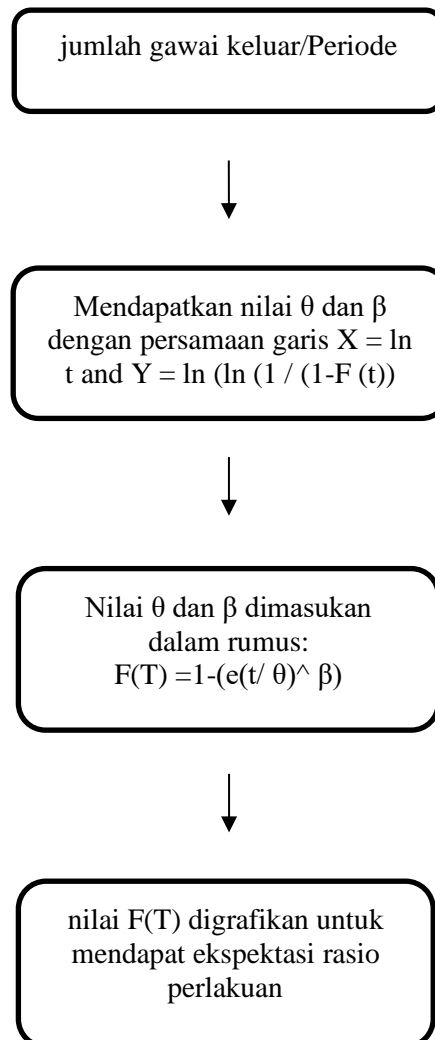 jumlah gawai keluar/Periode
Mendapatkan nilai θ dan β
dengan persamaan garis X = ln
t and Y = ln (ln (1 / (1-F (t))
Nilai θ dan β dimasukan
dalam rumus:
F(T) =1-(e(t/ θ)^ β)
nilai F(T) digrafikan untuk
mendapat ekspektasi rasio
perlakuan